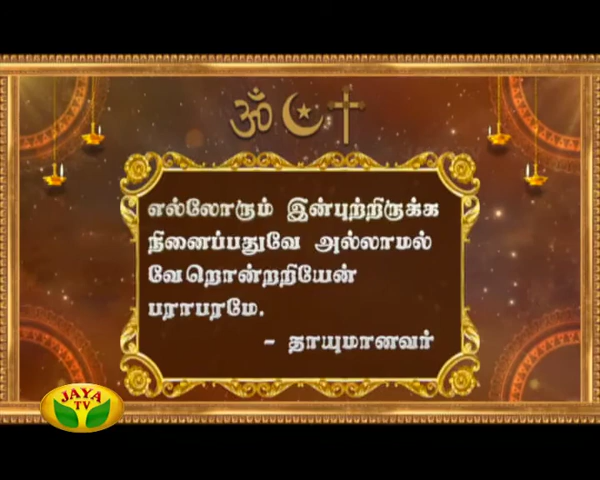 ௐ
எல்லோரும் இன்புற்றிருக்க
நினைப்பதுவே அல்லாமல்
வேறொன்றறியேன்
பராபரமே.
- தாயுமானவர்
JAYA
TV